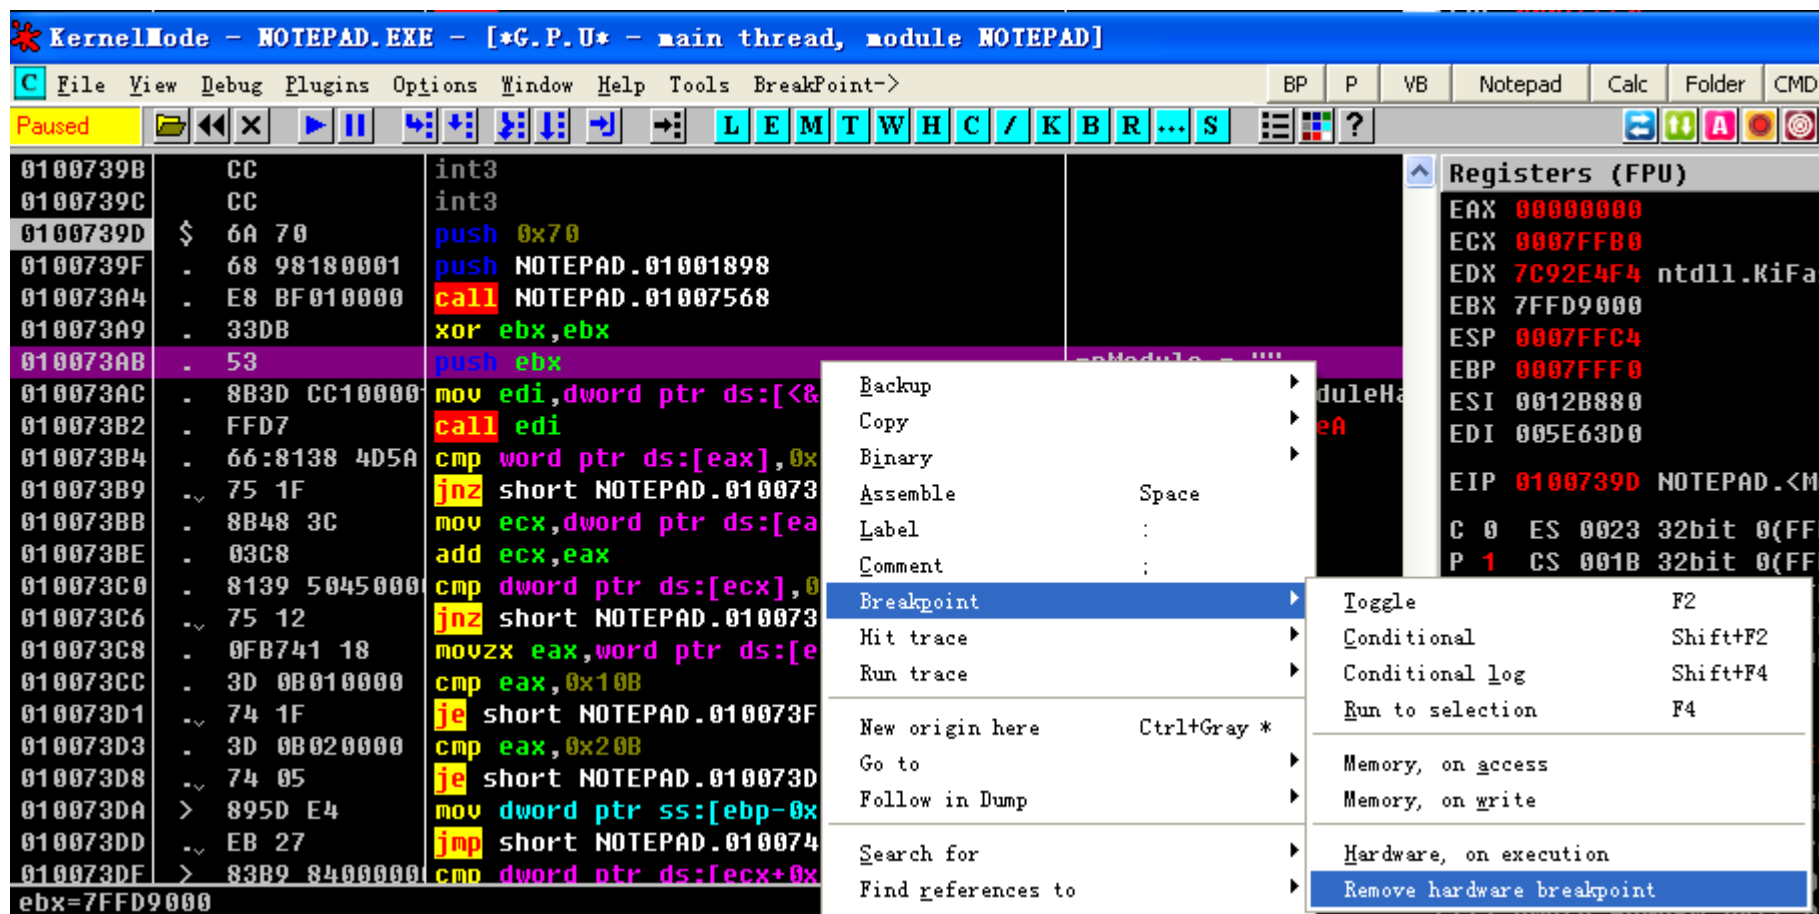 KernelMode - NOTEPAD.EXE - [*G.P.U* - main thread, module NOTEPAD]
C File View Debug Plugins Options Window Help Tools BreakPoint-> BP P VB Notepad Calc Folder CMD
Paused L E M T W H C / K B R ... S ?
0100739B CC int3
0100739C CC int3
0100739D $ 6A 70 push 0x70
0100739F . 68 98180001 push NOTEPAD.01001898
010073A4 . E8 BF010000 call NOTEPAD.01007568
010073A9 . 33DB xor ebx,ebx
010073AB . 53 push ebx
010073AC . 8B3D CC10000 mov edi,dword ptr ds:[<& duleHa
010073B2 . FFD7 call edi eA
010073B4 . 66:8138 4D5A cmp word ptr ds:[eax],0x
010073B9 . 75 1F jnz short NOTEPAD.010073
010073BB . 8B48 3C mov ecx,dword ptr ds:[ea
010073BE . 03C8 add ecx,eax
010073C0 . 8139 5045000 cmp dword ptr ds:[ecx],0
010073C6 . 75 12 jnz short NOTEPAD.010073
010073C8 . 0FB741 18 movzx eax,word ptr ds:[e
010073CC . 3D 0B010000 cmp eax,0x10B
010073D1 . 74 1F je short NOTEPAD.010073F
010073D3 . 3D 0B020000 cmp eax,0x20B
010073D8 . 74 05 je short NOTEPAD.010073D
010073DA > 895D E4 mov dword ptr ss:[ebp-0x
010073DD . EB 27 jmp short NOTEPAD.010074
010073DF > 83B9 8400000 cmp dword ptr ds:[ecx+0x
ebx=7FFD9000
Registers (FPU)
EAX 00000000
ECX 0007FFB0
EDX 7C92E4F4 ntdll.KiFa
EBX 7FFD9000
ESP 0007FFC4
EBP 0007FFF0
ESI 0012B880
EDI 005E63D0
EIP 0100739D NOTEPAD.<M
C 0 ES 0023 32bit 0(FF
P 1 CS 001B 32bit 0(FF
Backup
Copy
Binary
Assemble Space
Label :
Comment ;
Breakpoint
Hit trace
Run trace
New origin here Ctrl+Gray *
Go to
Follow in Dump
Search for
Find references to
Toggle F2
Conditional Shift+F2
Conditional log Shift+F4
Run to selection F4
Memory, on access
Memory, on write
Hardware, on execution
Remove hardware breakpoint